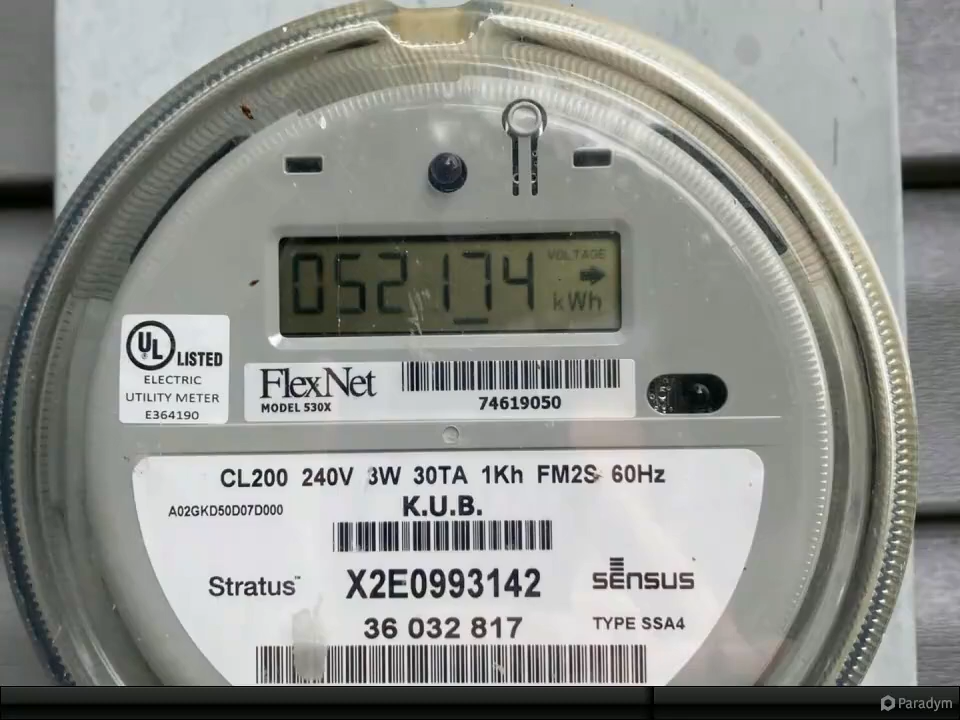 VOLTAGE
052174
kWh
UL LISTED
ELECTRIC
UTILITY METER
E364190
FlexNet
MODEL 530X
74619050
CL200 240V 3W 30TA 1Kh FM2S 60Hz
A02GKD50D07D000
K.U.B.
Stratus™ X2E0993142 sensus
36 032 817 TYPE SSA4
Paradym